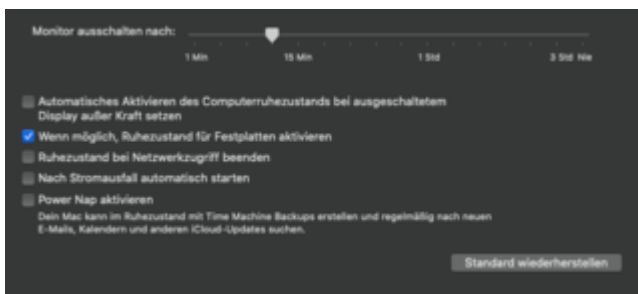 Monitor ausschalten nach:
1 Min 15 Min 1 Std 3 Std Nie
Automatisches Aktivieren des Computerruhezustands bei ausgeschaltetem
Display außer Kraft setzen
Wenn möglich, Ruhezustand für Festplatten aktivieren
Ruhezustand bei Netzwerkzugriff beenden
Nach Stromausfall automatisch starten
Power Nap aktivieren
Dein Mac kann im Ruhezustand mit Time Machine Backups erstellen und regelmäßig nach neuen
E-Mails, Kalendern und anderen iCloud-Updates suchen.
Standard wiederherstellen